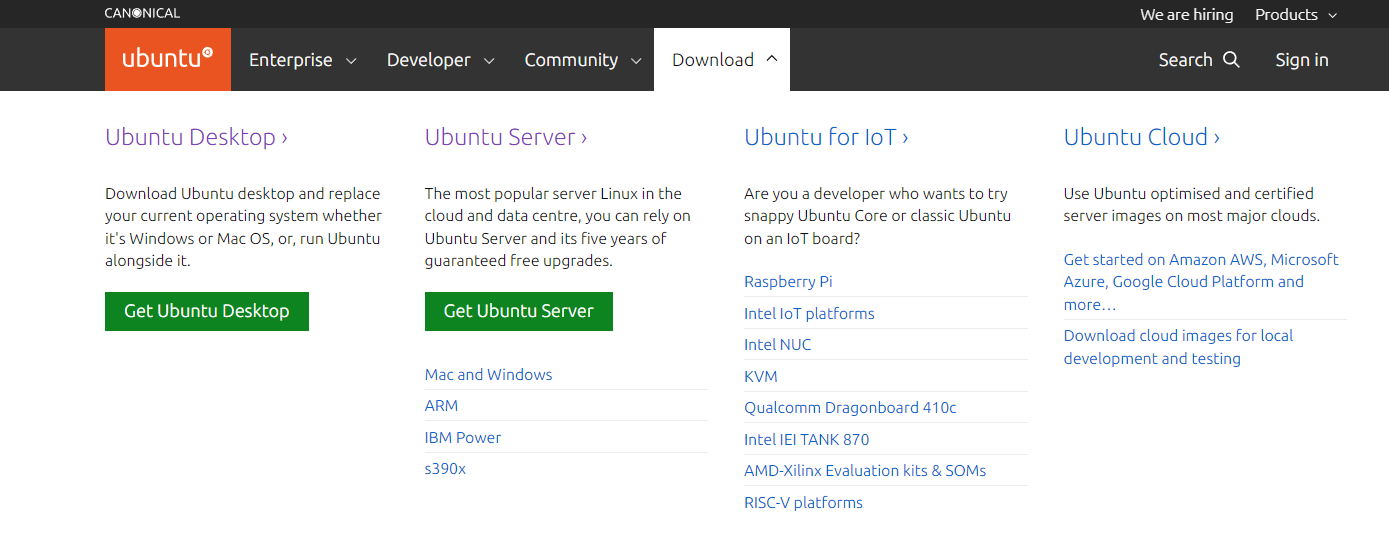 CANONICAL
We are hiring Products
ubuntu Enterprise Developer Community Download Search Sign in
Ubuntu Desktop ›
Download Ubuntu desktop and replace
your current operating system whether
it's Windows or Mac OS, or, run Ubuntu
alongside it.
Get Ubuntu Desktop
Ubuntu Server ›
The most popular server Linux in the
cloud and data centre, you can rely on
Ubuntu Server and its five years of
guaranteed free upgrades.
Get Ubuntu Server
Mac and Windows
ARM
IBM Power
s390x
Ubuntu for IoT ›
Are you a developer who wants to try
snappy Ubuntu Core or classic Ubuntu
on an IoT board?
Raspberry Pi
Intel IoT platforms
Intel NUC
KVM
Qualcomm Dragonboard 410c
Intel IEI TANK 870
AMD-Xilinx Evaluation kits & SOMs
RISC-V platforms
Ubuntu Cloud ›
Use Ubuntu optimised and certified
server images on most major clouds.
Get started on Amazon AWS, Microsoft
Azure, Google Cloud Platform and
more…
Download cloud images for local
development and testing